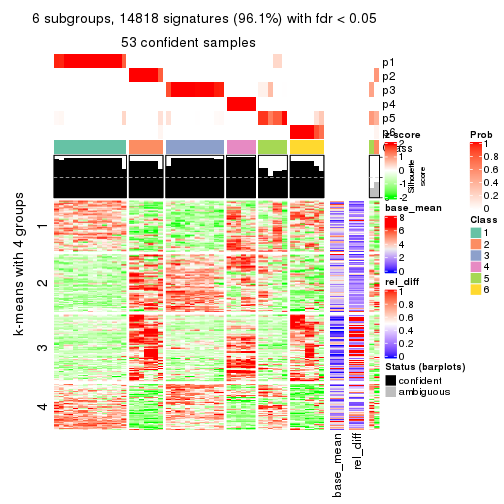 6 subgroups, 14818 signatures (96.1%) with fdr < 0.05
53 confident samples
p1
p2
p3
p4
p5
p6
z-score
2
-2
Class
Silhouette
score
k-means with 4 groups
1
2
3
4
base_mean
8
6
4
2
0
rel_diff
1
0.8
0.6
0.4
0.2
0
Status (barplots)
confident
ambiguous
Prob
1
0.8
0.6
0.4
0.2
0
Class
1
2
3
4
5
6
base_mean
rel_diff